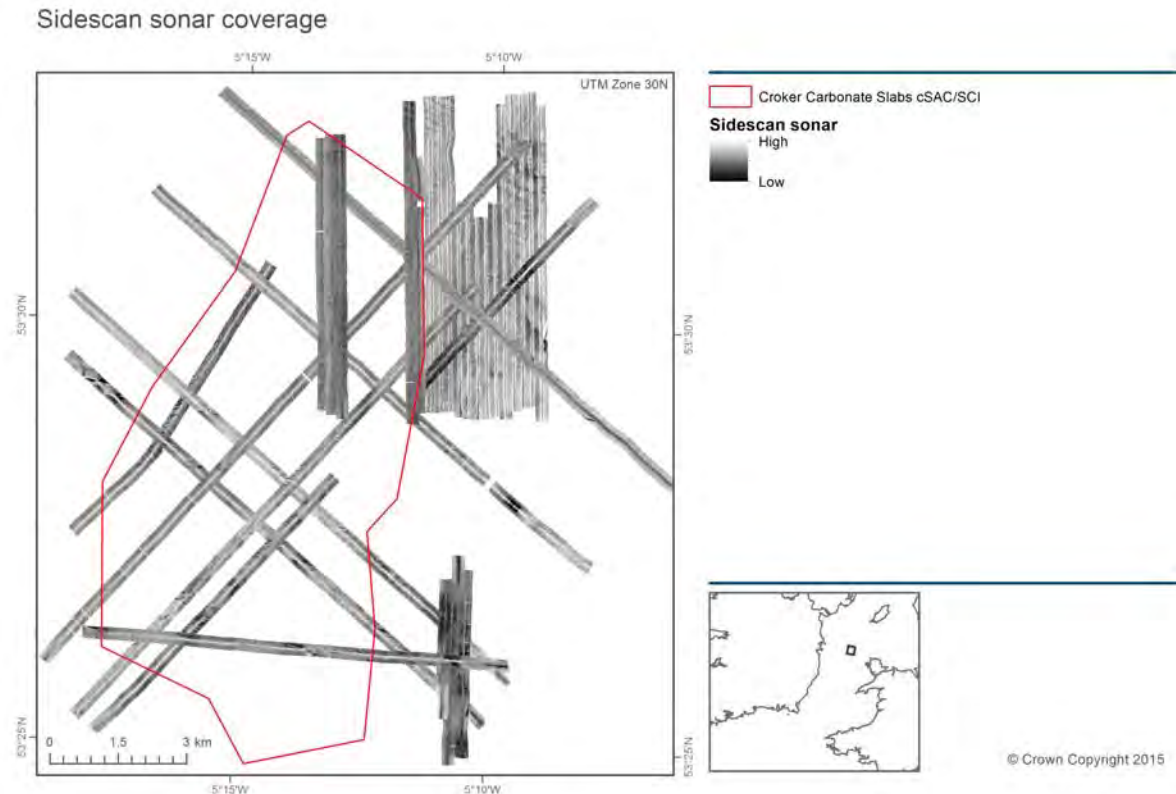 Sidescan sonar coverage
5°15'W
5°10'W
UTM Zone 30N
53°30'N
53°30'N
53°25'N
53°25'N
0 1.5 3 km
5°15'W
5°10'W
Croker Carbonate Slabs cSAC/SCI
Sidescan sonar
High
Low
© Crown Copyright 2015